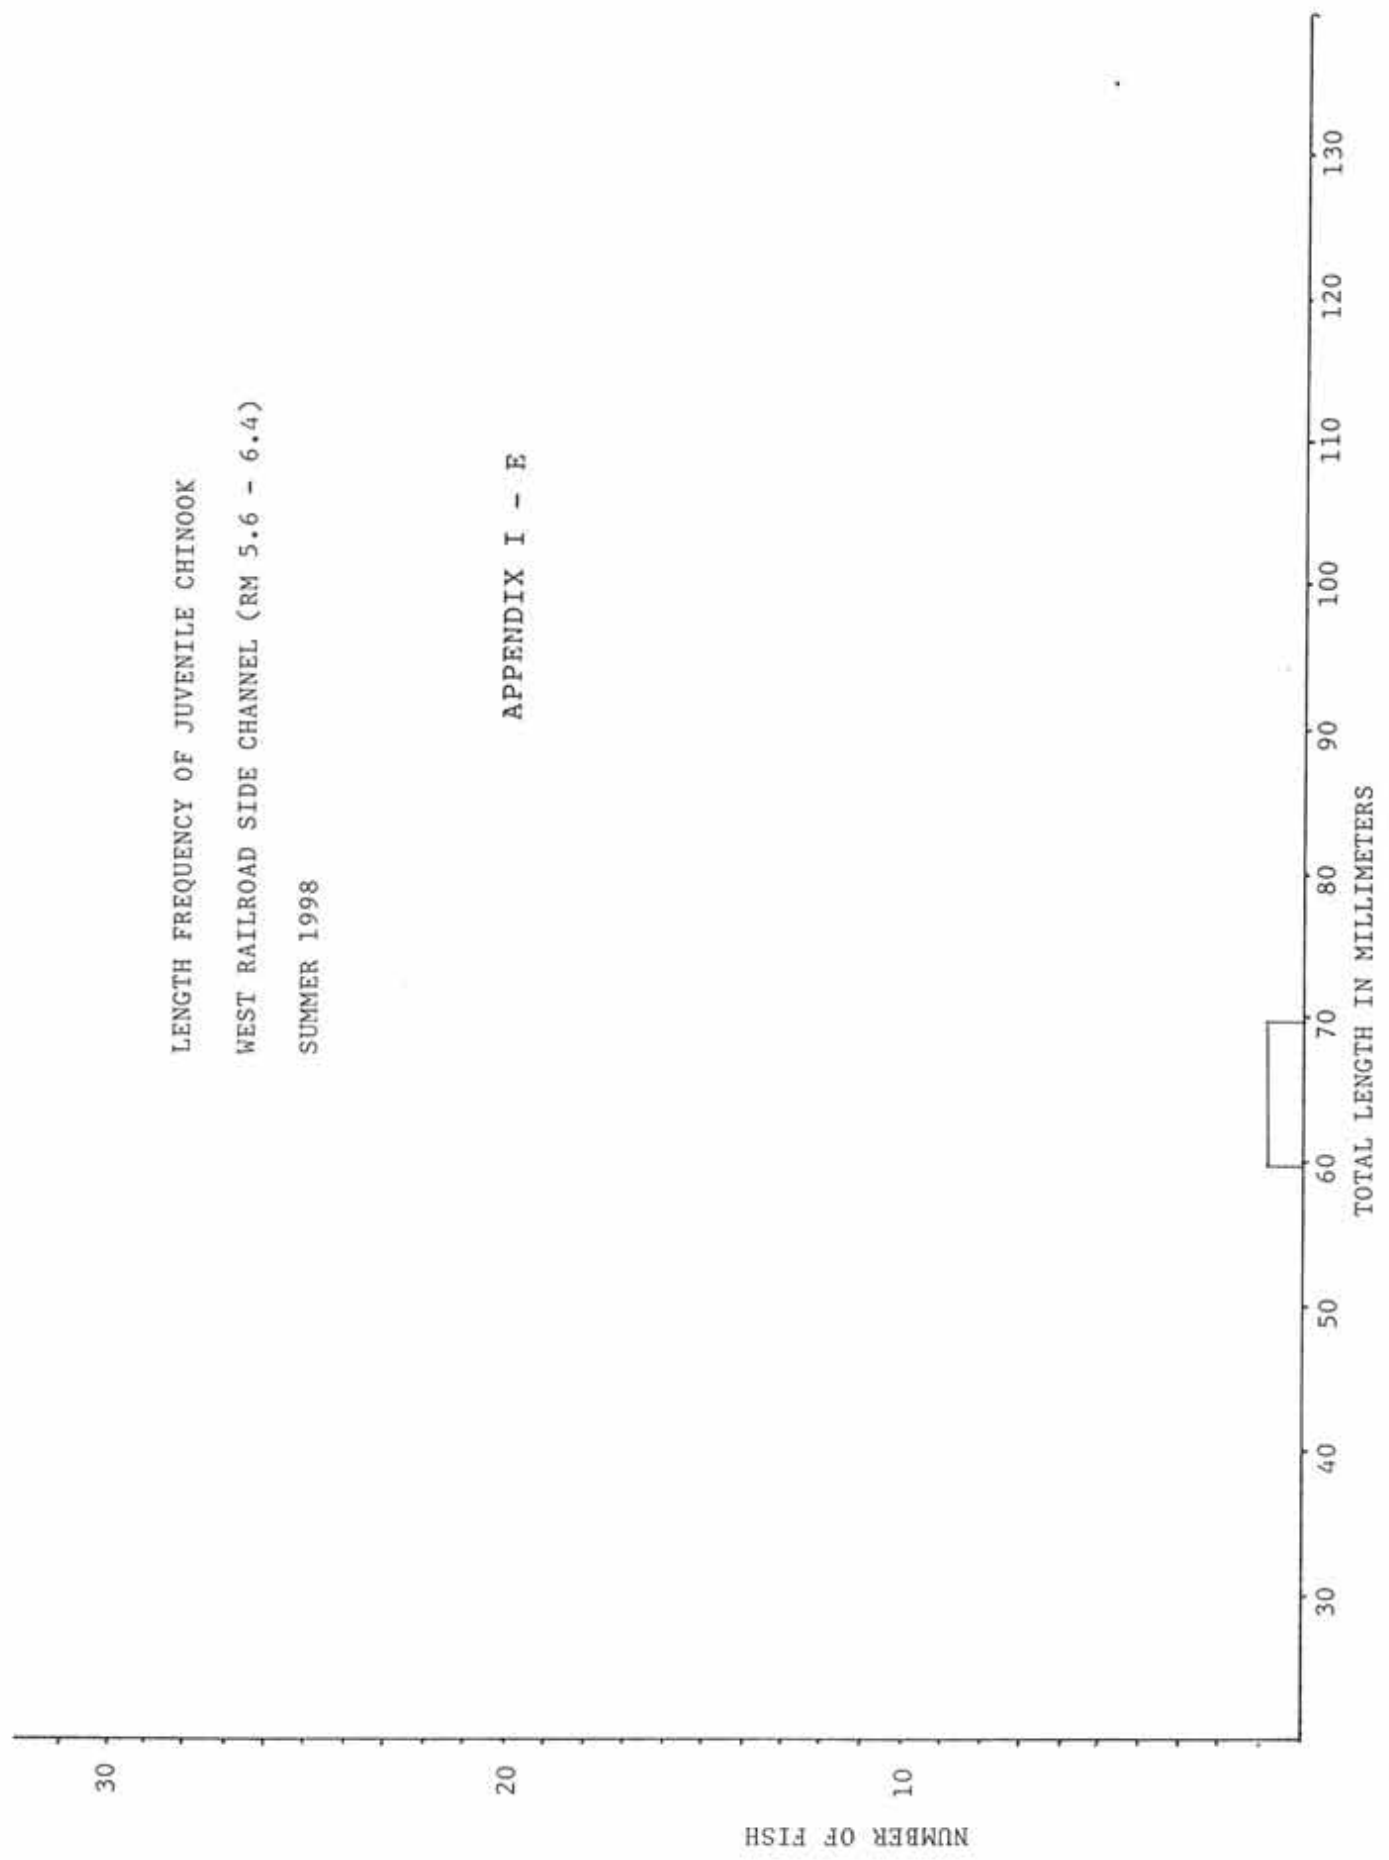 LENGTH FREQUENCY OF JUVENILE CHINOOK
WEST RAILROAD SIDE CHANNEL (RM 5.6 - 6.4)
SUMMER 1998
APPENDIX I - E
30
20
10
NUMBER OF FISH
30 40 50 60 70 80 90 100 110 120 130
TOTAL LENGTH IN MILLIMETERS